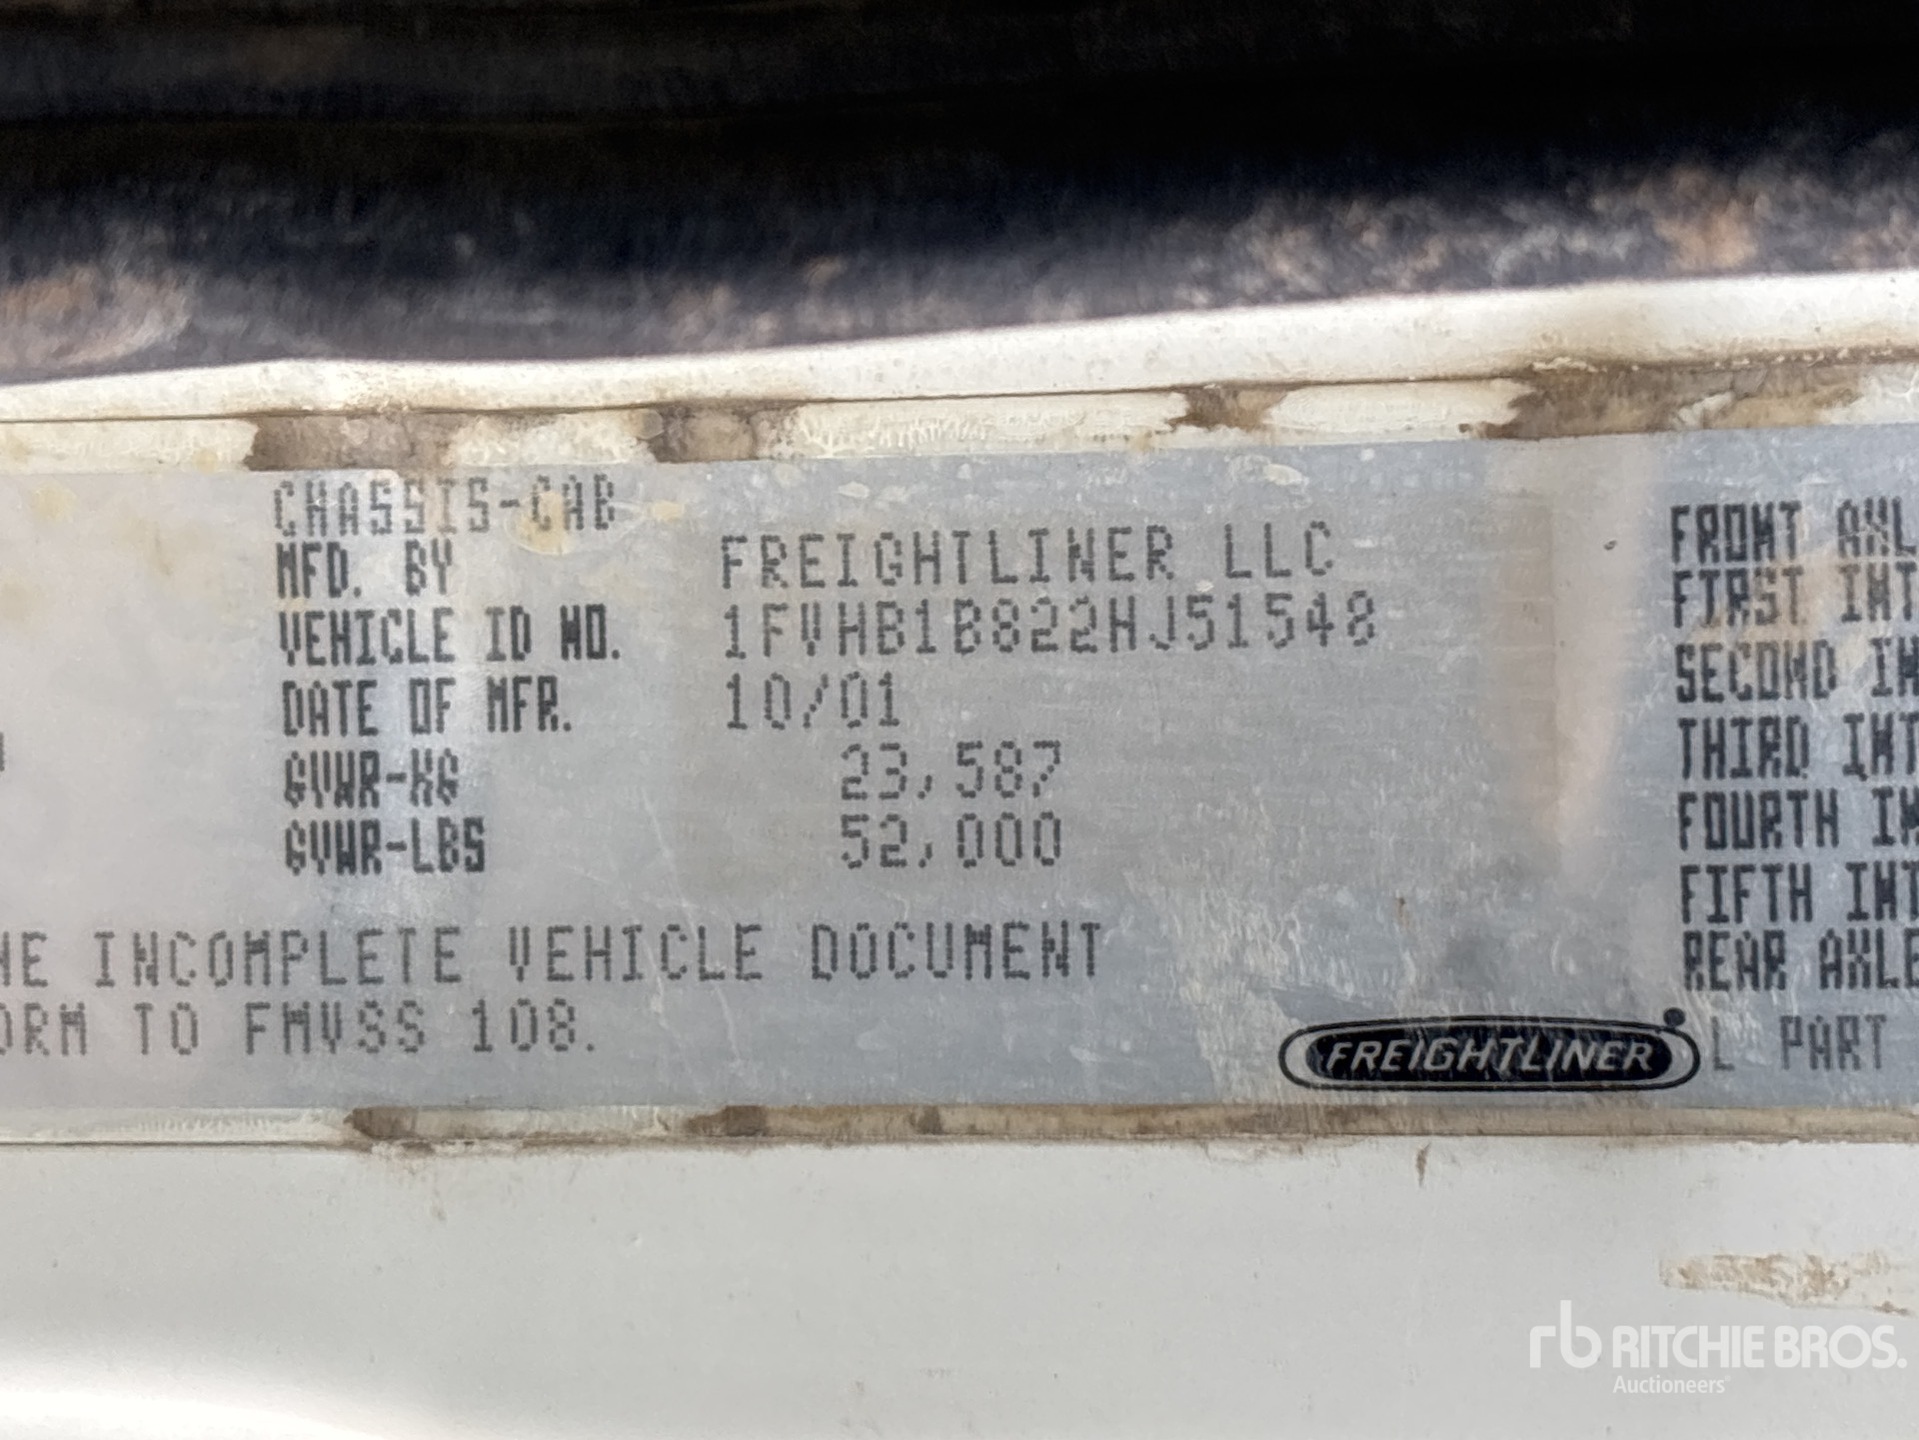 CHASSIS-CAB
MFD. BY FREIGHTLINER LLC
VEHICLE ID NO. 1FVHB1B822HJ51548
DATE OF MFR. 10/01
GVWR-KG 23,587
GVWR-LBS 52,000
HE INCOMPLETE VEHICLE DOCUMENT
ORM TO FMVSS 108.
FREIGHTLINER
FRONT AXL
FIRST INT
SECOND IN
THIRD INT
FOURTH IN
FIFTH INT
REAR AXLE
L PART
rb RITCHIE BROS.
Auctioneers